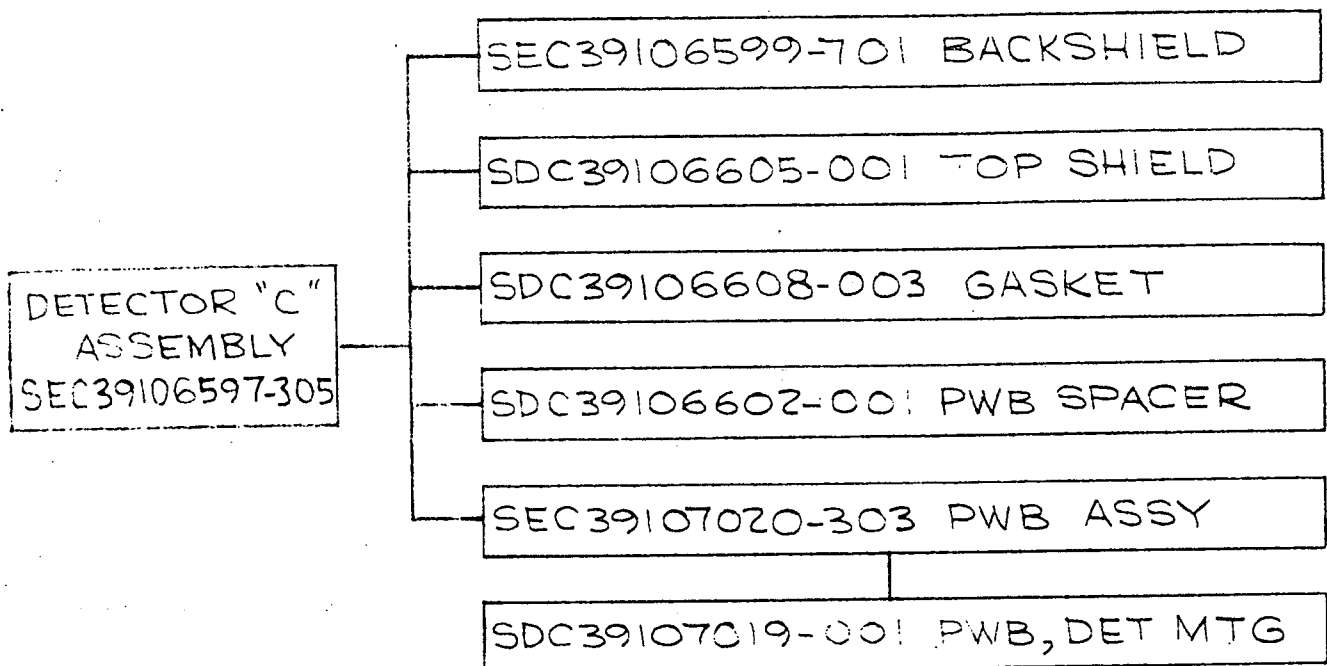 SEC39106599-701 BACKSHIELD
SDC39106605-001 TOP SHIELD
SDC39106608-003 GASKET
DETECTOR "C"
ASSEMBLY
SEC39106597-305
SDC39106602-001 PWB SPACER
SEC39107020-303 PWB ASSY
SDC39107019-001 PWB, DET MTG